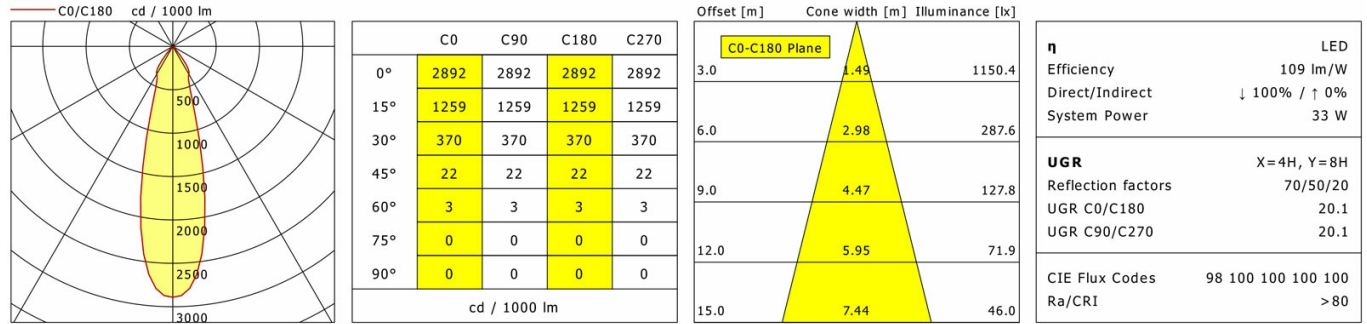 C0/C180 cd / 1000 lm
500
1000
1500
2000
2500
3000
C0 C90 C180 C270
0° 2892 2892 2892 2892
15° 1259 1259 1259 1259
30° 370 370 370 370
45° 22 22 22 22
60° 3 3 3 3
75° 0 0 0 0
90° 0 0 0 0
cd / 1000 lm
Offset [m] Cone width [m] Illuminance [lx]
C0-C180 Plane
3.0 1.49 1150.4
6.0 2.98 287.6
9.0 4.47 127.8
12.0 5.95 71.9
15.0 7.44 46.0
η LED
Efficiency 109 lm/W
Direct/Indirect ↓ 100% / ↑ 0%
System Power 33 W
UGR X=4H, Y=8H
Reflection factors 70/50/20
UGR C0/C180 20.1
UGR C90/C270 20.1
CIE Flux Codes 98 100 100 100 100
Ra/CRI >80